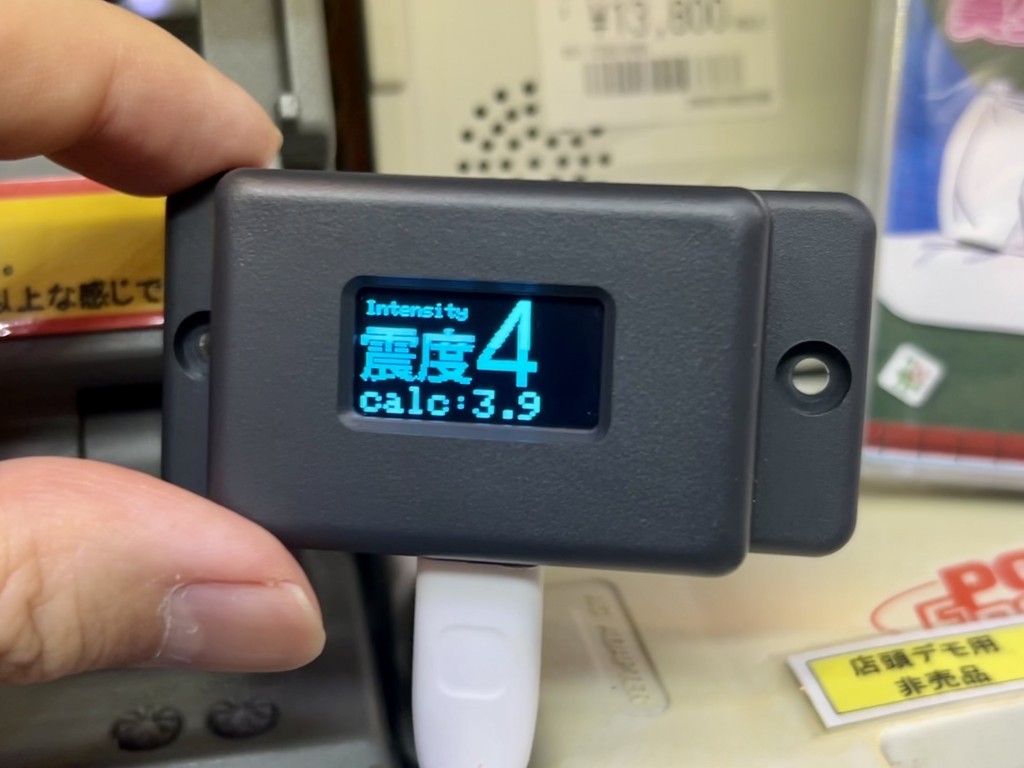 ¥13,800
以上な感じで
Intensity
震度4
calc:3.9
店頭デモ用
非売品